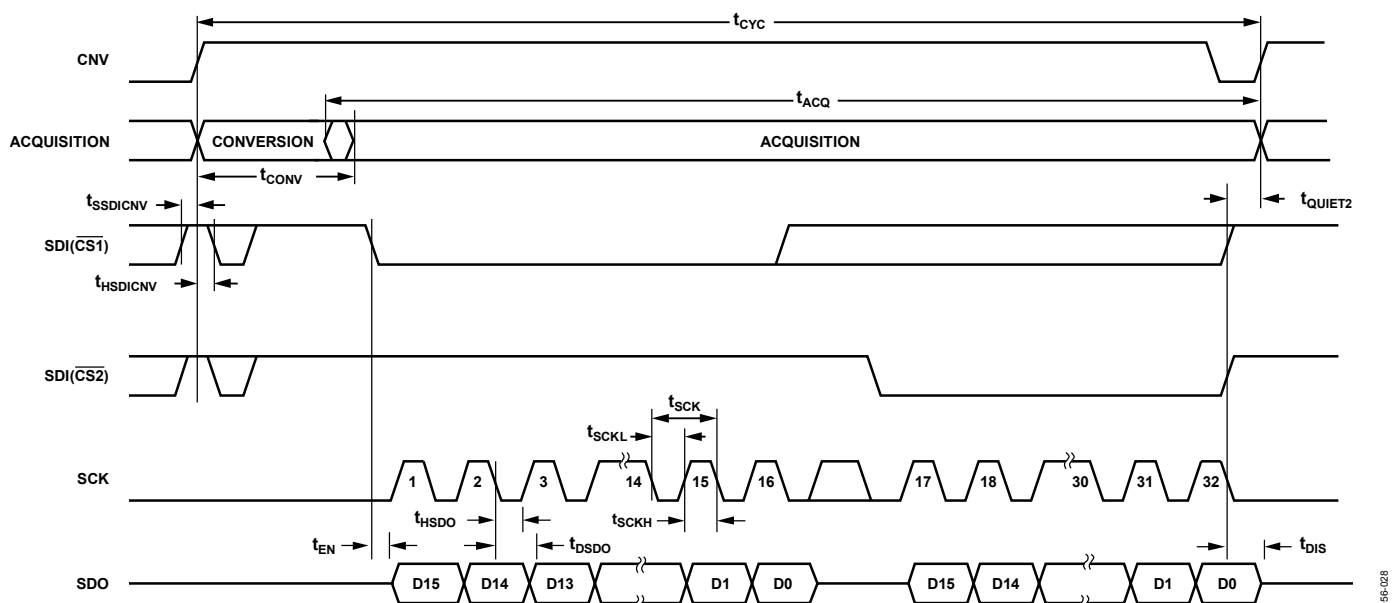 tCYC
CNV
tACQ
ACQUISITION
CONVERSION
ACQUISITION
tCONV
tSSDICNV
tQUIET2
SDI(CS1)
tHSDICNV
SDI(CS2)
tSCK
tSCKL
SCK
1 2 3 14 15 16 17 18 30 31 32
tHSDO
tSCKH
tEN
tDSDO
tDIS
SDO
D15 D14 D13 D1 D0 D15 D14 D1 D0
56-028